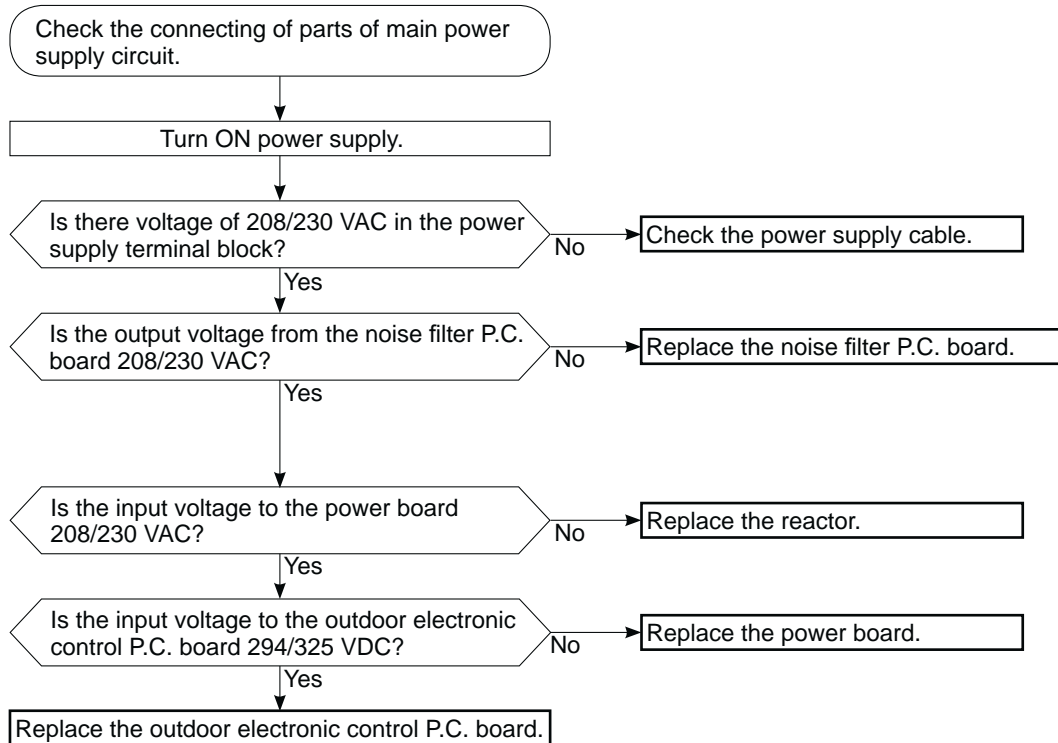 Check the connecting of parts of main power
supply circuit.
Turn ON power supply.
Is there voltage of 208/230 VAC in the power
supply terminal block?
No
Check the power supply cable.
Yes
Is the output voltage from the noise filter P.C.
board 208/230 VAC?
No
Replace the noise filter P.C. board.
Yes
Is the input voltage to the power board
208/230 VAC?
No
Replace the reactor.
Yes
Is the input voltage to the outdoor electronic
control P.C. board 294/325 VDC?
No
Replace the power board.
Yes
Replace the outdoor electronic control P.C. board.